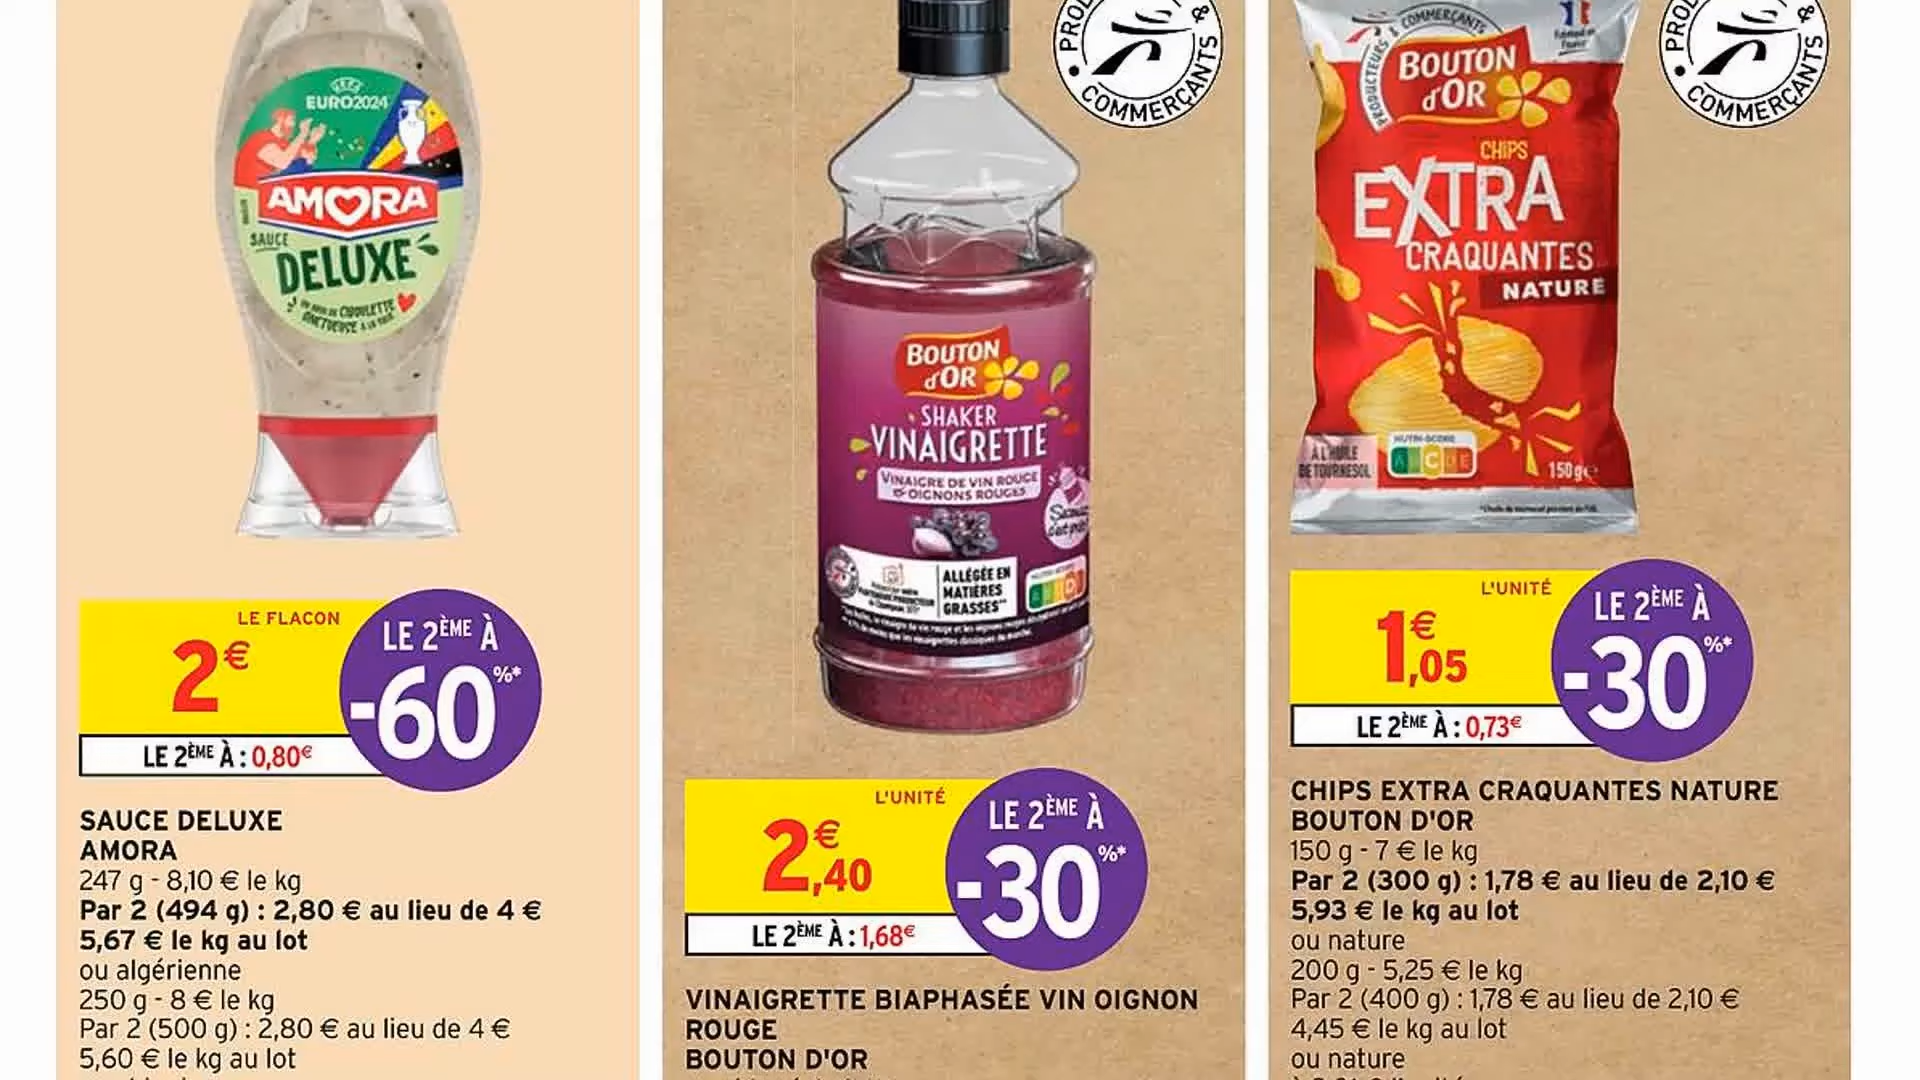 UEFA
EURO2024
AMORA
SAUCE
DELUXE
LE FLACON
2€
LE 2ÈME À
-60%*
LE 2ÈME À : 0,80€
SAUCE DELUXE
AMORA
247 g - 8,10 € le kg
Par 2 (494 g) : 2,80 € au lieu de 4 €
5,67 € le kg au lot
ou algérienne
250 g - 8 € le kg
Par 2 (500 g) : 2,80 € au lieu de 4 €
5,60 € le kg au lot
& COMMERÇANTS
BOUTON
d'OR
SHAKER
VINAIGRETTE
VINAIGRE DE VIN ROUGE
& OIGNONS ROUGES
ALLÉGÉE EN
MATIÈRES
GRASSES**
L'UNITÉ
2€,40
LE 2ÈME À
-30%*
LE 2ÈME À : 1,68€
VINAIGRETTE BIAPHASÉE VIN OIGNON
ROUGE
BOUTON D'OR
& COMMERÇANTS
PRODUCTEURS & COMMERÇANTS
BOUTON
d'OR
CHIPS
EXTRA
CRAQUANTES
NATURE
À L'HUILE
DE TOURNESOL
NUTRI-SCORE
A B C D E
150g e
L'UNITÉ
1€,05
LE 2ÈME À
-30%*
LE 2ÈME À : 0,73€
CHIPS EXTRA CRAQUANTES NATURE
BOUTON D'OR
150 g - 7 € le kg
Par 2 (300 g) : 1,78 € au lieu de 2,10 €
5,93 € le kg au lot
ou nature
200 g - 5,25 € le kg
Par 2 (400 g) : 1,78 € au lieu de 2,10 €
4,45 € le kg au lot
ou nature